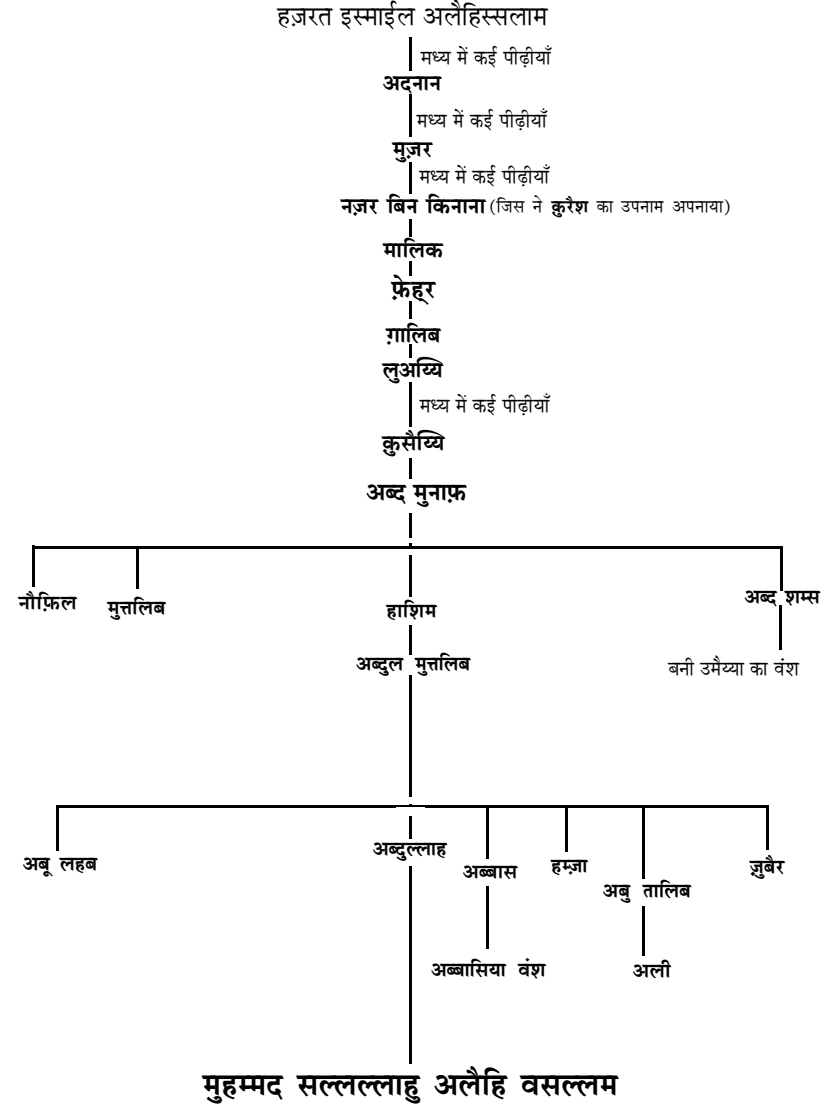 हज़रत इस्माईल अलैहिस्सलाम
मध्य में कई पीढ़ीयाँ
अदनान
मध्य में कई पीढ़ीयाँ
मुज़र
मध्य में कई पीढ़ीयाँ
नज़र बिन किनाना (जिस ने क़ुरैश का उपनाम अपनाया)
मालिक
फ़ेह्र
ग़ालिब
लुअय्यि
मध्य में कई पीढ़ीयाँ
क़ुसैय्यि
अब्द मुनाफ़
नौफ़िल मुत्तलिब हाशिम अब्द शम्स
अब्दुल मुत्तलिब बनी उमैय्या का वंश
अबू लहब अब्दुल्लाह अब्बास हम्ज़ा अबु तालिब ज़ुबैर
अब्बासिया वंश अली
मुहम्मद सल्लल्लाहु अलैहि वसल्लम